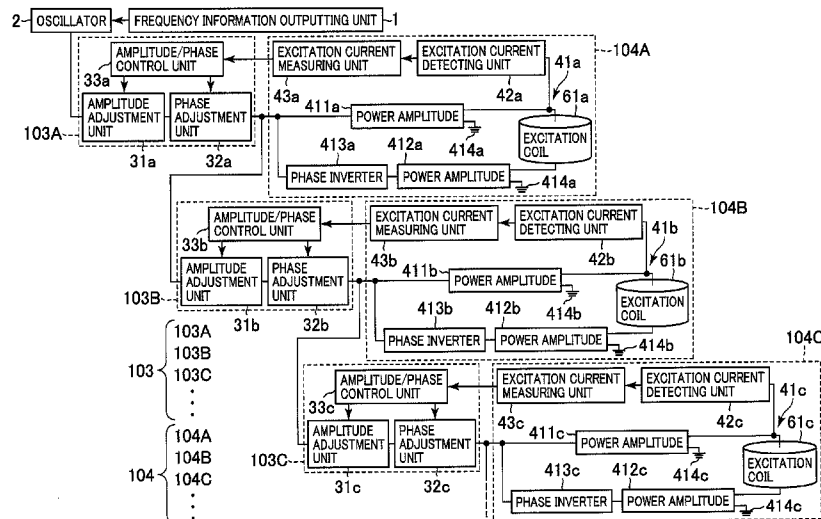 2 OSCILLATOR FREQUENCY INFORMATION OUTPUTTING UNIT 1
104A
AMPLITUDE/PHASE
CONTROL UNIT
33a
EXCITATION CURRENT
MEASURING UNIT
43a
EXCITATION CURRENT
DETECTING UNIT
42a
41a
61a
103A
AMPLITUDE
ADJUSTMENT
UNIT
31a
PHASE
ADJUSTMENT
UNIT
32a
411a
POWER AMPLITUDE
414a
EXCITATION
COIL
413a
412a
PHASE INVERTER
POWER AMPLITUDE
414a
104B
AMPLITUDE/PHASE
CONTROL UNIT
33b
EXCITATION CURRENT
MEASURING UNIT
43b
EXCITATION CURRENT
DETECTING UNIT
42b
41b
61b
103B
AMPLITUDE
ADJUSTMENT
UNIT
31b
PHASE
ADJUSTMENT
UNIT
32b
411b
POWER AMPLITUDE
414b
EXCITATION
COIL
413b
412b
PHASE INVERTER
POWER AMPLITUDE
414b
103
103A
103B
103C
104
104A
104B
104C
104C
AMPLITUDE/PHASE
CONTROL UNIT
33c
EXCITATION CURRENT
MEASURING UNIT
43c
EXCITATION CURRENT
DETECTING UNIT
42c
41c
61c
103C
AMPLITUDE
ADJUSTMENT
UNIT
31c
PHASE
ADJUSTMENT
UNIT
32c
411c
POWER AMPLITUDE
414c
EXCITATION
COIL
413c
412c
PHASE INVERTER
POWER AMPLITUDE
414c